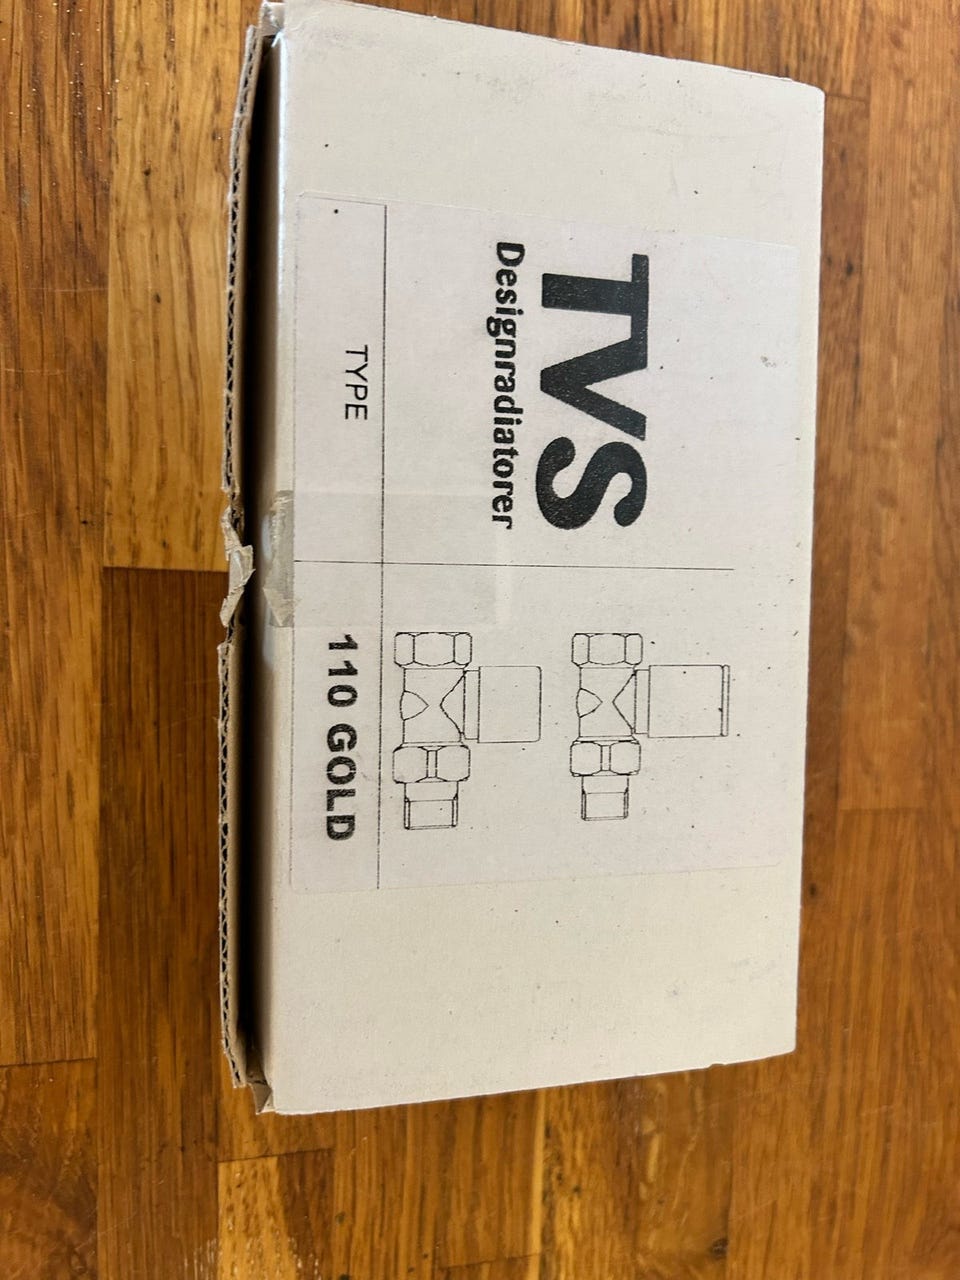 TVS
Designradiatorer
TYPE
110 GOLD